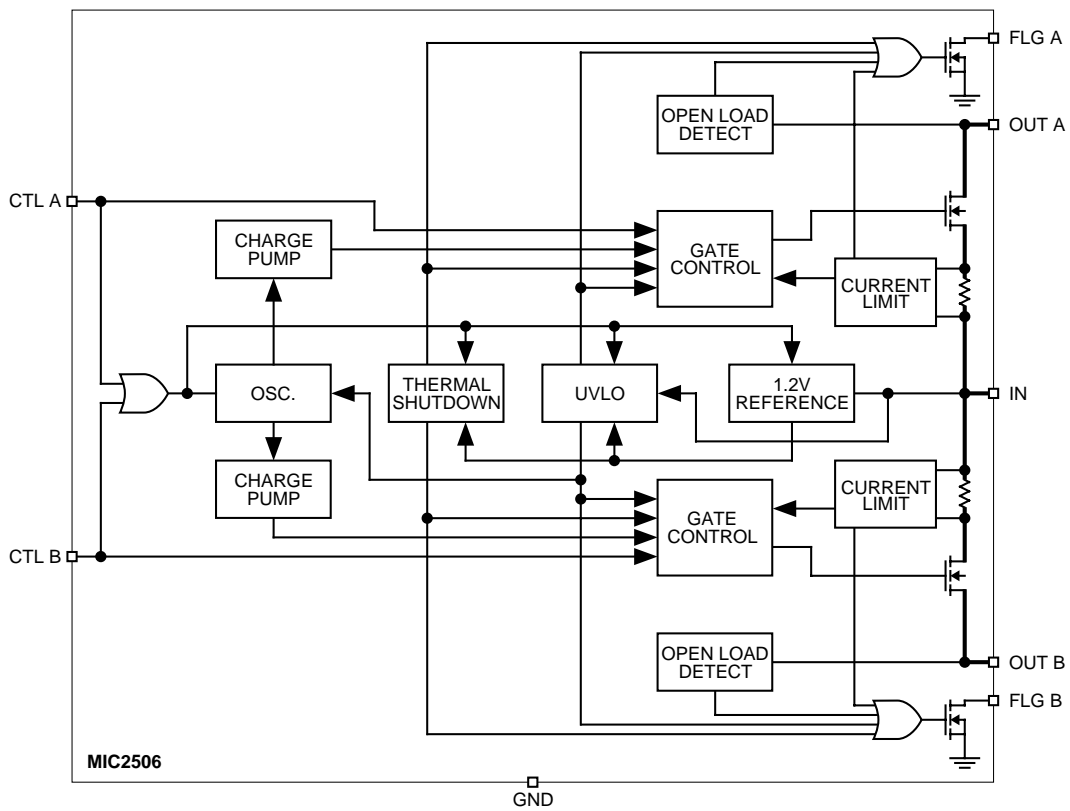 FLG A
OPEN LOAD
DETECT
OUT A
CTL A
CHARGE
PUMP
GATE
CONTROL
CURRENT
LIMIT
OSC.
THERMAL
SHUTDOWN
UVLO
1.2V
REFERENCE
IN
CHARGE
PUMP
CURRENT
LIMIT
GATE
CONTROL
CTL B
OPEN LOAD
DETECT
OUT B
FLG B
MIC2506
GND